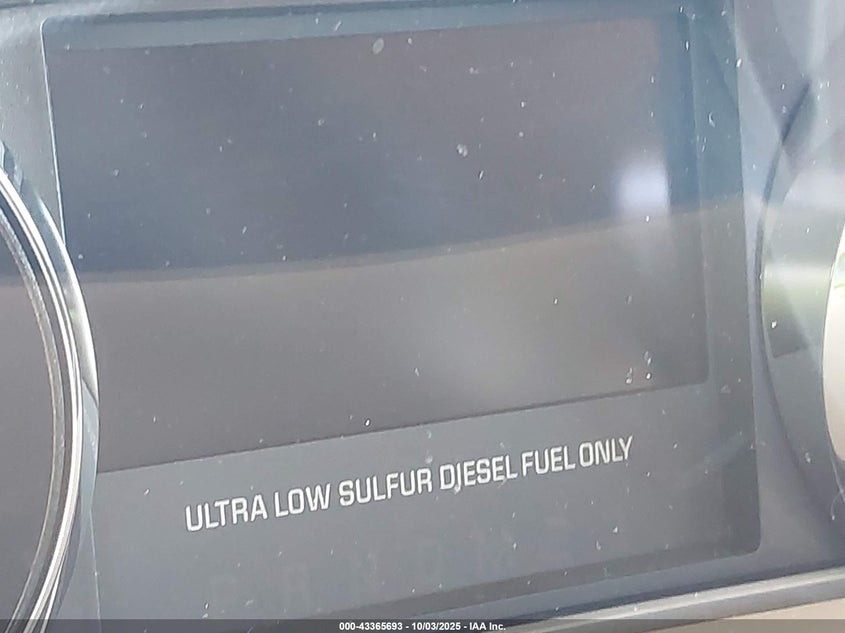 ULTRA LOW SULFUR DIESEL FUEL ONLY
000-43365693 - 10/03/2025 - IAA Inc.